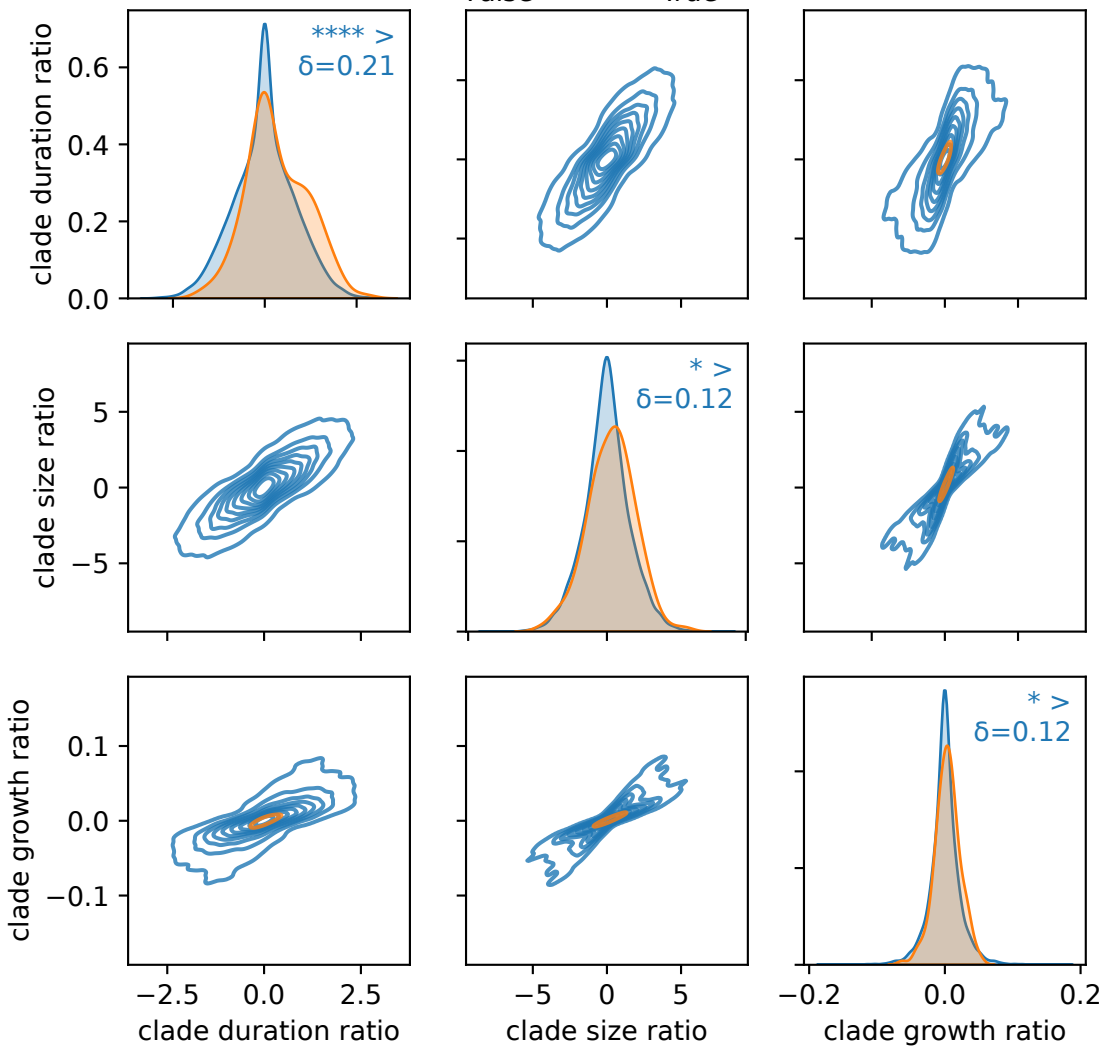 clade duration ratio
0.6
0.4
0.2
0.0
**** >
δ=0.21
clade size ratio
5
0
−5
* >
δ=0.12
clade growth ratio
0.1
0.0
−0.1
* >
δ=0.12
−2.5 0.0 2.5
−5 0 5
−0.2 0.0 0.2
clade duration ratio
clade size ratio
clade growth ratio